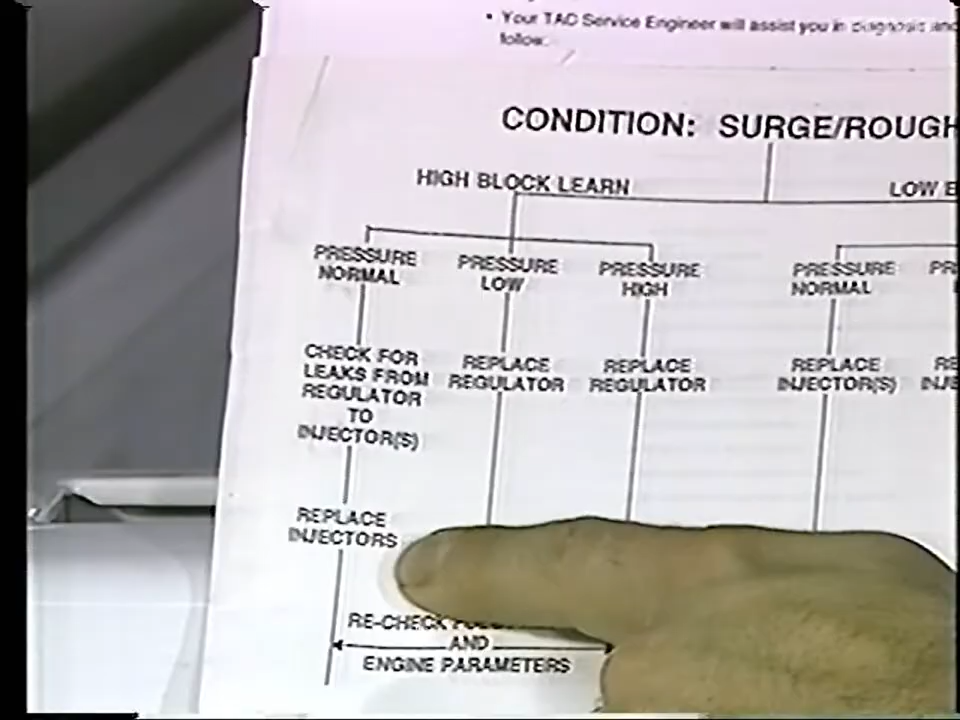 • Your TAC Service Engineer will assist you in diagnosis and
follow.
CONDITION: SURGE/ROUGH
HIGH BLOCK LEARN
LOW
PRESSURE
NORMAL
PRESSURE
LOW
PRESSURE
HIGH
PRESSURE
NORMAL
CHECK FOR
LEAKS FROM
REGULATOR
TO
INJECTOR(S)
REPLACE
REGULATOR
REPLACE
REGULATOR
REPLACE
INJECTOR(S)
REPLACE
INJECTORS
RE-CHECK
AND
ENGINE PARAMETERS